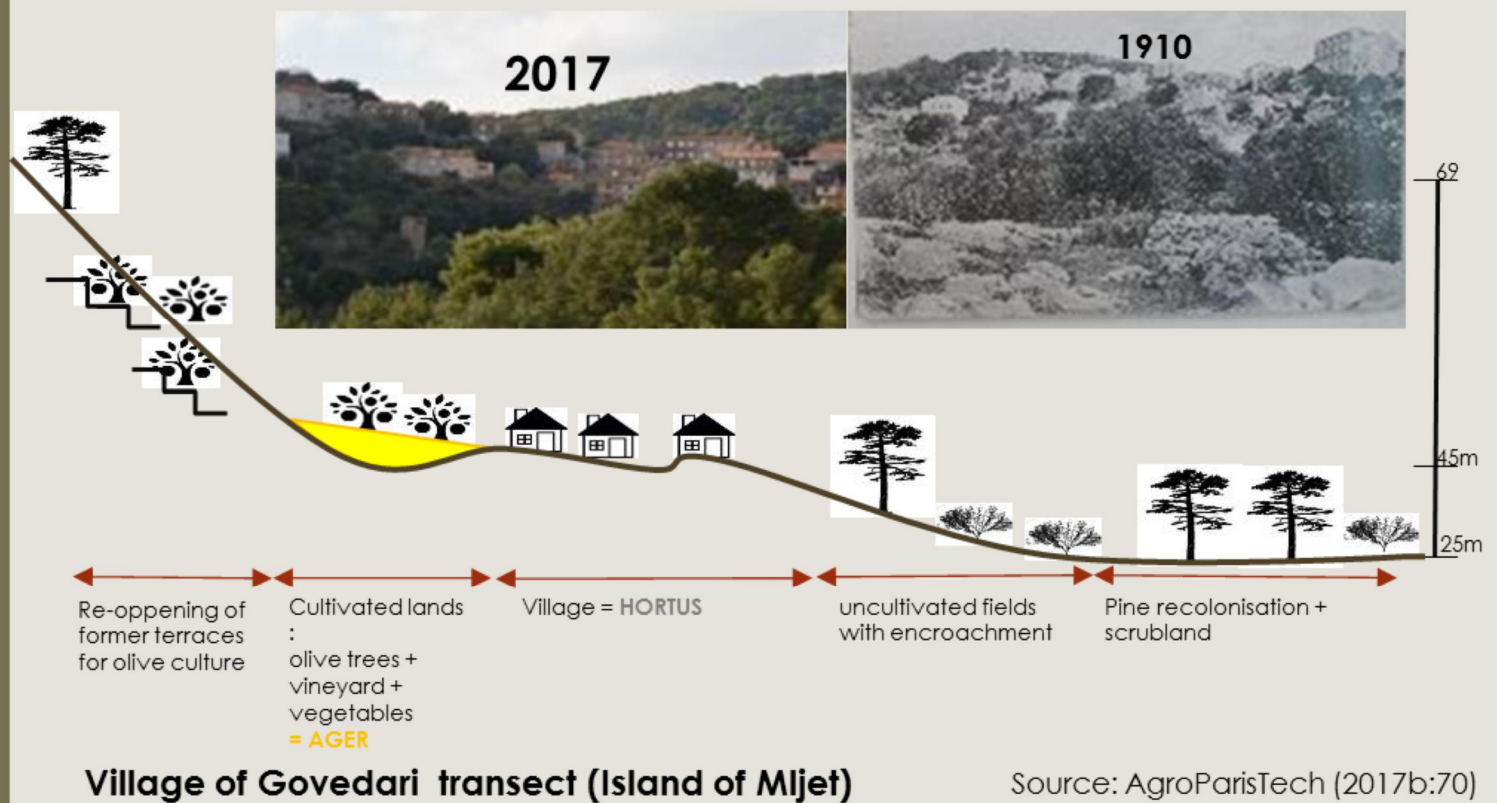 2017
1910
69
45m
25m
Re-oppening of
former terraces
for olive culture
Cultivated lands
:
olive trees +
vineyard +
vegetables
= AGER
Village = HORTUS
uncultivated fields
with encroachment
Pine recolonisation +
scrubland
Village of Govedari transect (Island of Mljet)
Source: AgroParisTech (2017b:70)